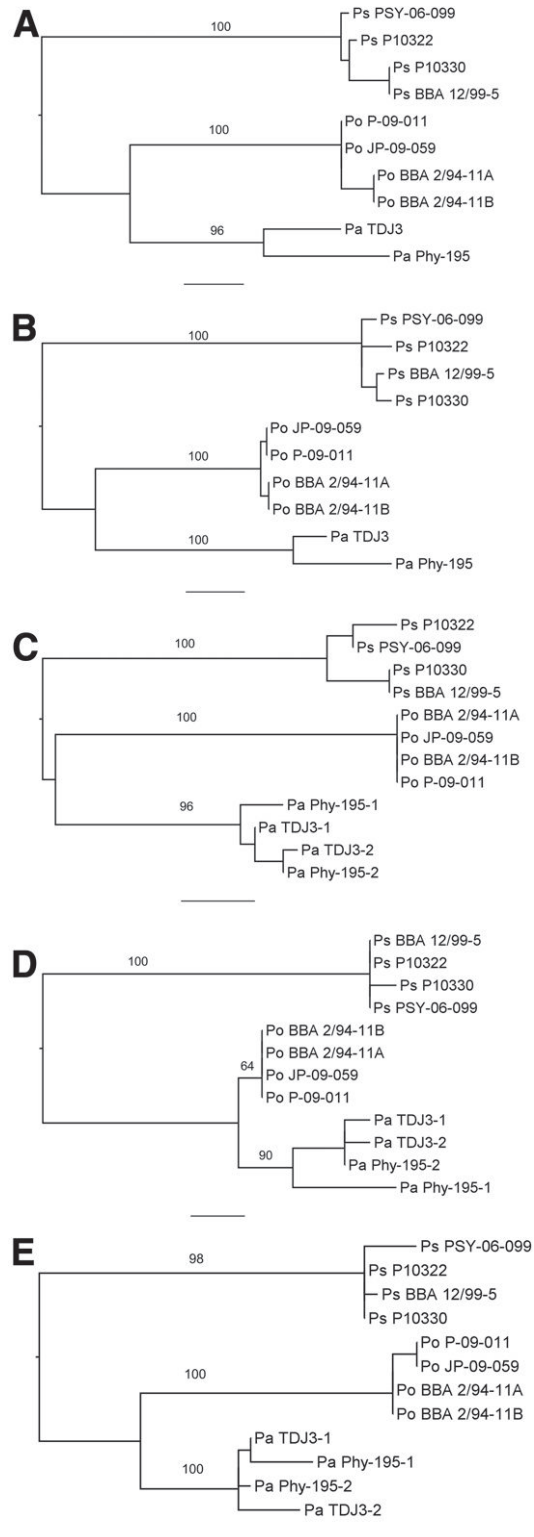 A
100
Ps PSY-06-099
Ps P10322
Ps P10330
Ps BBA 12/99-5
100
Po P-09-011
Po JP-09-059
Po BBA 2/94-11A
Po BBA 2/94-11B
96
Pa TDJ3
Pa Phy-195
B
100
Ps PSY-06-099
Ps P10322
Ps BBA 12/99-5
Ps P10330
100
Po JP-09-059
Po P-09-011
Po BBA 2/94-11A
Po BBA 2/94-11B
100
Pa TDJ3
Pa Phy-195
C
100
Ps P10322
Ps PSY-06-099
Ps P10330
Ps BBA 12/99-5
100
Po BBA 2/94-11A
Po JP-09-059
Po BBA 2/94-11B
Po P-09-011
96
Pa Phy-195-1
Pa TDJ3-1
Pa TDJ3-2
Pa Phy-195-2
D
100
Ps BBA 12/99-5
Ps P10322
Ps P10330
Ps PSY-06-099
64
Po BBA 2/94-11B
Po BBA 2/94-11A
Po JP-09-059
Po P-09-011
90
Pa TDJ3-1
Pa TDJ3-2
Pa Phy-195-2
Pa Phy-195-1
E
98
Ps PSY-06-099
Ps P10322
Ps BBA 12/99-5
Ps P10330
100
Po P-09-011
Po JP-09-059
Po BBA 2/94-11A
Po BBA 2/94-11B
100
Pa TDJ3-1
Pa Phy-195-1
Pa Phy-195-2
Pa TDJ3-2